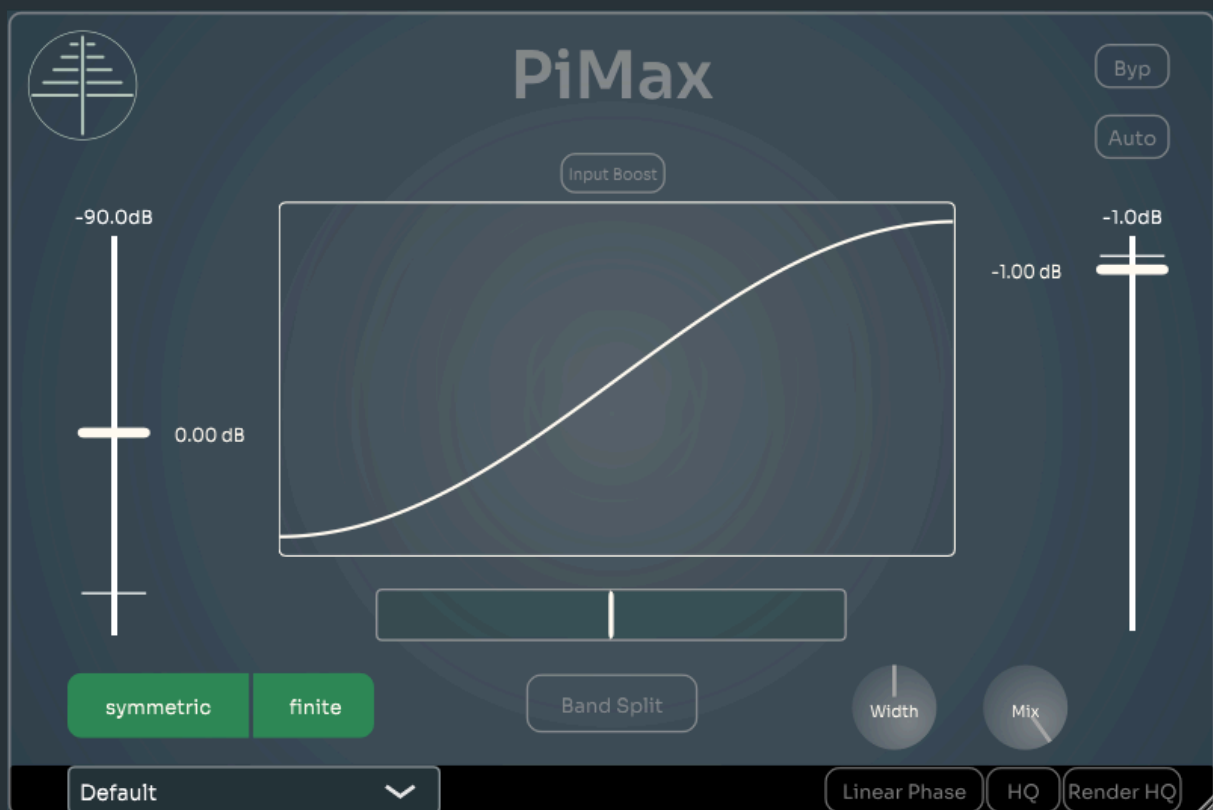 PiMax
Byp
Auto
Input Boost
-90.0dB
-1.0dB
-1.00 dB
0.00 dB
symmetric
finite
Band Split
Width
Mix
Default
Linear Phase
HQ
Render HQ